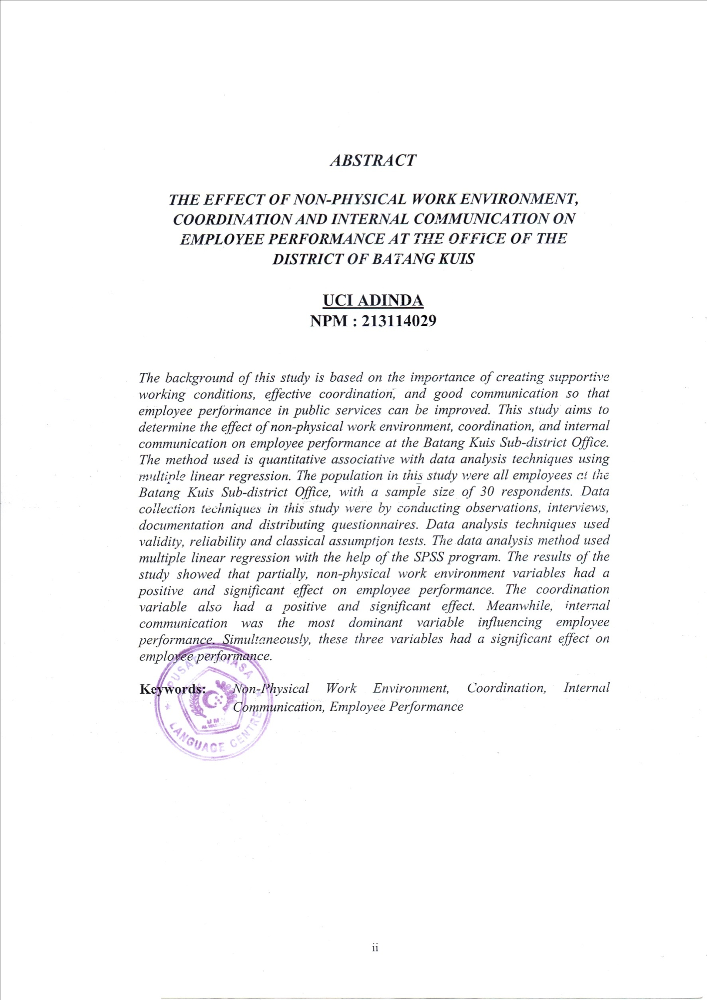 ABSTRACT
THE EFFECT OF NON-PHYSICAL WORK ENVIRONMENT,
COORDINATION AND INTERNAL COMMUNICATION ON
EMPLOYEE PERFORMANCE AT THE OFFICE OF THE
DISTRICT OF BATANG KUIS
UCI ADINDA
NPM : 213114029
The background of this study is based on the importance of creating supportive
working conditions, effective coordination, and good communication so that
employee performance in public services can be improved. This study aims to
determine the effect of non-physical work environment, coordination, and internal
communication on employee performance at the Batang Kuis Sub-district Office.
The method used is quantitative associative with data analysis techniques using
multiple linear regression. The population in this study were all employees at the
Batang Kuis Sub-district Office, with a sample size of 30 respondents. Data
collection techniques in this study were by conducting observations, interviews,
documentation and distributing questionnaires. Data analysis techniques used
validity, reliability and classical assumption tests. The data analysis method used
multiple linear regression with the help of the SPSS program. The results of the
study showed that partially, non-physical work environment variables had a
positive and significant effect on employee performance. The coordination
variable also had a positive and significant effect. Meanwhile, internal
communication was the most dominant variable influencing employee
performance. Simultaneously, these three variables had a significant effect on
employee performance.
Keywords: Non-Physical Work Environment, Coordination, Internal
Communication, Employee Performance
PUSAT BAHASA
LANGUAGE CENTRE
ii